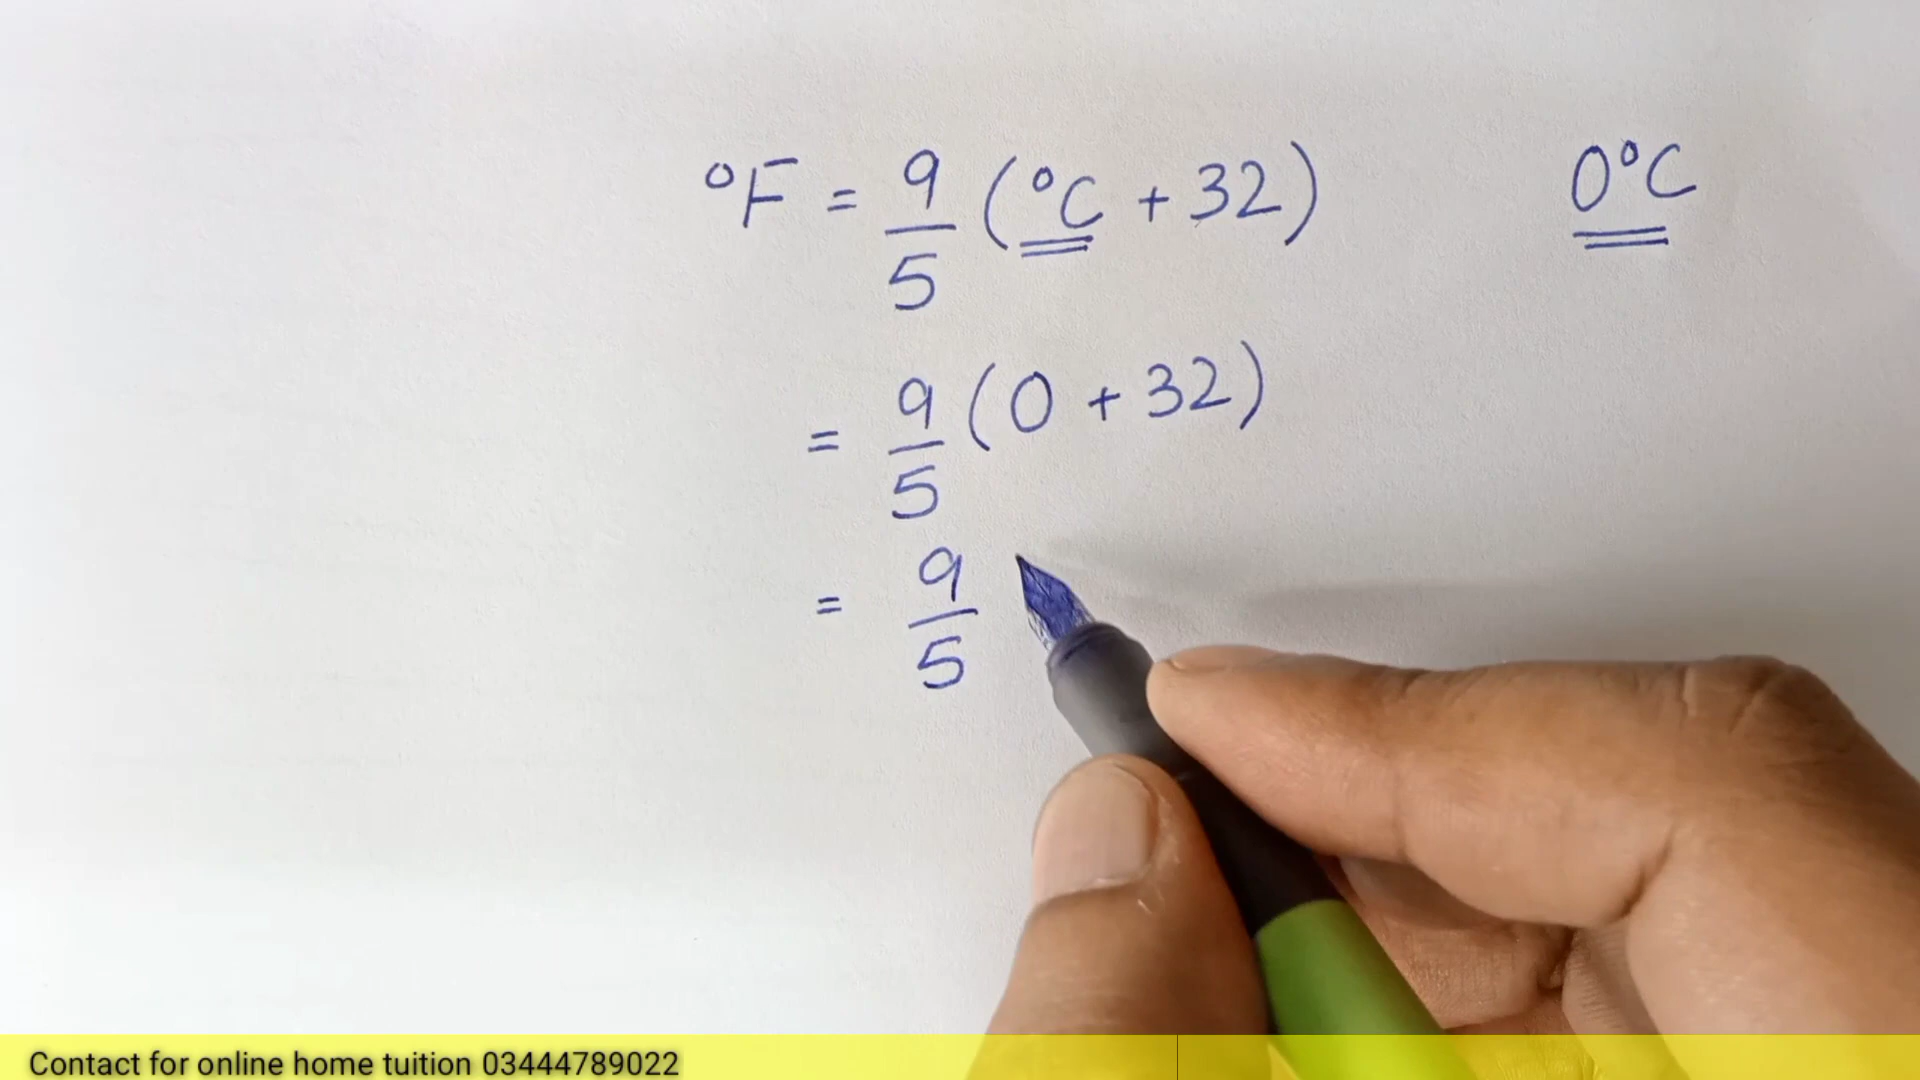 °F = 9/5 (°C + 32) 0°C
= 9/5 (0 + 32)
= 9/5
Contact for online home tuition 03444789022